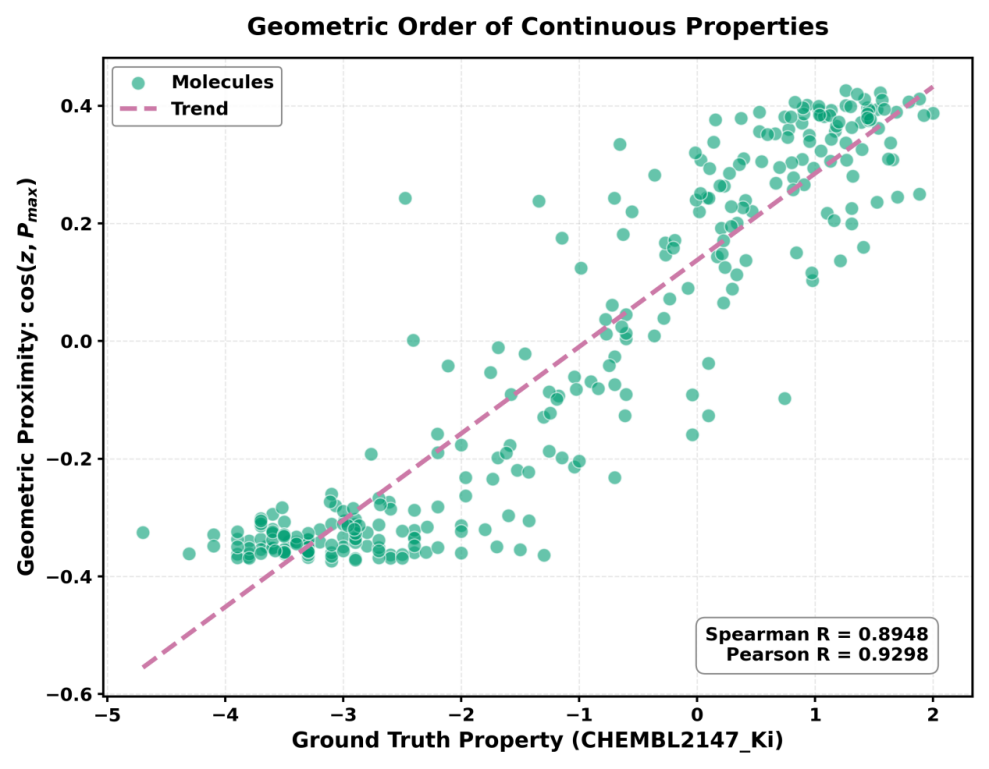 Geometric Order of Continuous Properties
Molecules
Trend
Geometric Proximity: cos(z, P_max)
0.4
0.2
0.0
−0.2
−0.4
−0.6
Spearman R = 0.8948
Pearson R = 0.9298
−5 −4 −3 −2 −1 0 1 2
Ground Truth Property (CHEMBL2147_Ki)